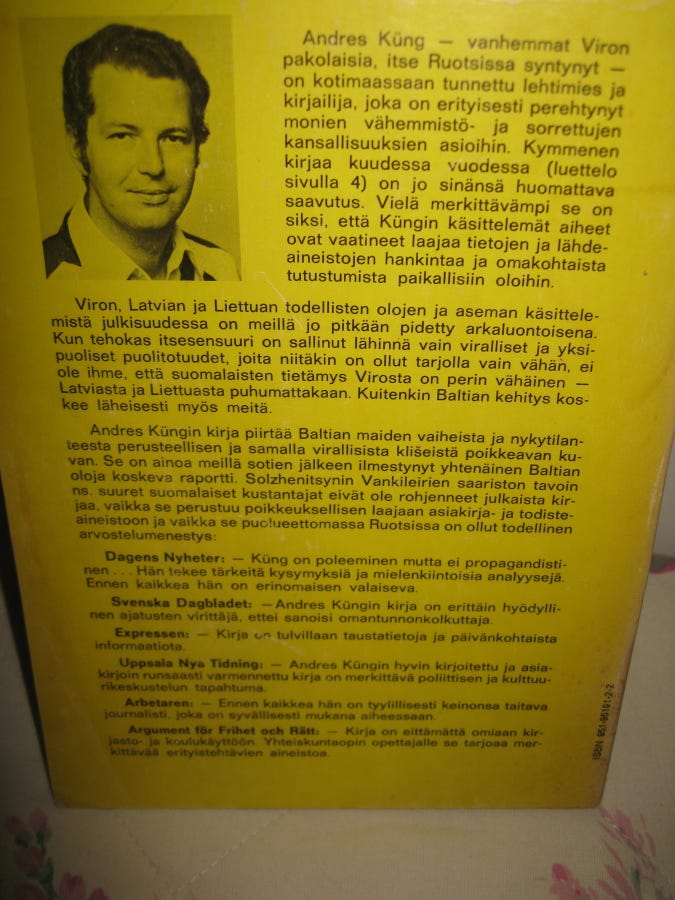 Andres Küng — vanhemmat Viron
pakolaisia, itse Ruotsissa syntynyt —
on kotimaassaan tunnettu lehtimies ja
kirjailija, joka on erityisesti perehtynyt
monien vähemmistö- ja sorrettujen
kansallisuuksien asioihin. Kymmenen
kirjaa kuudessa vuodessa (luettelo
sivulla 4) on jo sinänsä huomattava
saavutus. Vielä merkittävämpi se on
siksi, että Küngin käsittelemät aiheet
ovat vaatineet laajaa tietojen ja lähde-
aineistojen hankintaa ja omakohtaista
tutustumista paikallisiin oloihin.
Viron, Latvian ja Liettuan todellisten olojen ja aseman käsittele-
mistä julkisuudessa on meillä jo pitkään pidetty arkaluontoisena.
Kun tehokas itsesensuuri on sallinut lähinnä vain viralliset ja yksi-
puoliset puolitotuudet, joita niitäkin on ollut tarjolla vain vähän, ei
ole ihme, että suomalaisten tietämys Virosta on perin vähäinen —
Latviasta ja Liettuasta puhumattakaan. Kuitenkin Baltian kehitys kos-
kee läheisesti myös meitä.
Andres Küngin kirja piirtää Baltian maiden vaiheista ja nykytilan-
teesta perusteellisen ja samalla virallisista klišeistä poikkeavan ku-
van. Se on ainoa meillä sotien jälkeen ilmestynyt yhtenäinen Baltian
oloja koskeva raportti. Solzhenitsynin Vankileirien saariston tavoin
ns. suuret suomalaiset kustantajat eivät ole rohjenneet julkaista kir-
jaa, vaikka se perustuu poikkeuksellisen laajaan asiakirja- ja todiste-
aineistoon ja vaikka se puolueettomassa Ruotsissa on ollut todellinen
arvostelumenestys:
Dagens Nyheter: — Küng on poleeminen mutta ei propagandisti-
nen . . . Hän tekee tärkeitä kysymyksiä ja mielenkiintoisia analyysejä.
Ennen kaikkea hän on erinomaisen valaiseva.
Svenska Dagbladet: — Andres Küngin kirja on erittäin hyödylli-
nen ajatusten virittäjä, ettei sanoisi omantunnonkolkuttaja.
Expressen: — Kirja on tulvillaan taustatietoja ja päivänkohtaista
informaatiota.
Uppsala Nya Tidning: — Andres Küngin hyvin kirjoitettu ja asia-
kirjoin runsaasti varmennettu kirja on merkittävä poliittisen ja kulttuu-
rikeskustelun tapahtuma.
Arbetaren: — Ennen kaikkea hän on tyylillisesti keinonsa taitava
journalisti, joka on syvällisesti mukana aiheessaan.
Argument för Frihet och Rätt: — Kirja on eittämättä omiaan kir-
jasto- ja koulukäyttöön. Yhteiskuntaopin opettajalle se tarjoaa mer-
kittävää erityistehtävien aineistoa.
ISBN 951-95191-2-2